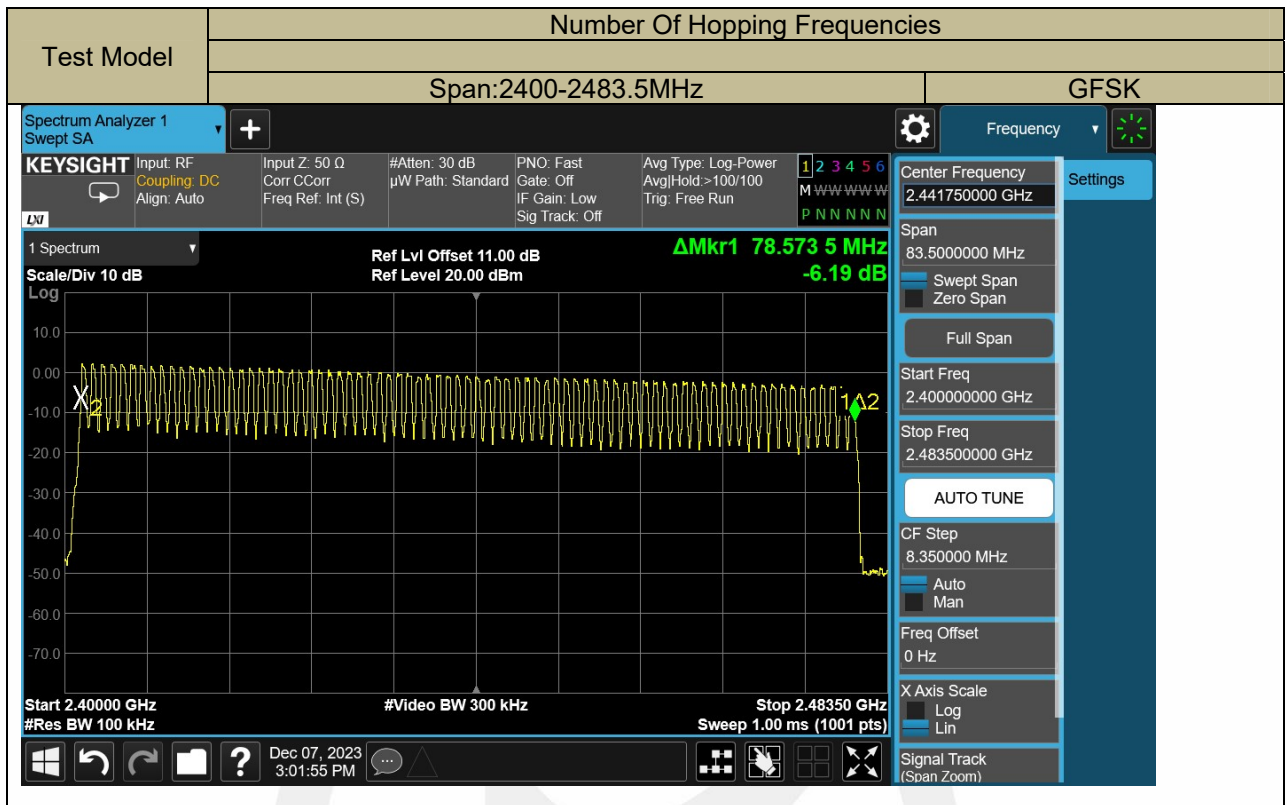 Test Model
Number Of Hopping Frequencies
Span:2400-2483.5MHz
GFSK
Spectrum Analyzer 1
Swept SA
Frequency
KEYSIGHT
LXI
Input: RF
Coupling: DC
Align: Auto
Input Z: 50 Ω
Corr CCorr
Freq Ref: Int (S)
#Atten: 30 dB
µW Path: Standard
PNO: Fast
Gate: Off
IF Gain: Low
Sig Track: Off
Avg Type: Log-Power
Avg|Hold:>100/100
Trig: Free Run
1 2 3 4 5 6
M W W W W W
P N N N N N
1 Spectrum
Scale/Div 10 dB
Log
Ref Lvl Offset 11.00 dB
Ref Level 20.00 dBm
ΔMkr1 78.573 5 MHz
-6.19 dB
10.0
0.00
-10.0
-20.0
-30.0
-40.0
-50.0
-60.0
-70.0
X2
1Δ2
Start 2.40000 GHz
#Res BW 100 kHz
#Video BW 300 kHz
Stop 2.48350 GHz
Sweep 1.00 ms (1001 pts)
Center Frequency
2.441750000 GHz
Settings
Span
83.5000000 MHz
Swept Span
Zero Span
Full Span
Start Freq
2.400000000 GHz
Stop Freq
2.483500000 GHz
AUTO TUNE
CF Step
8.350000 MHz
Auto
Man
Freq Offset
0 Hz
X Axis Scale
Log
Lin
Signal Track
(Span Zoom)
?
Dec 07, 2023
3:01:55 PM